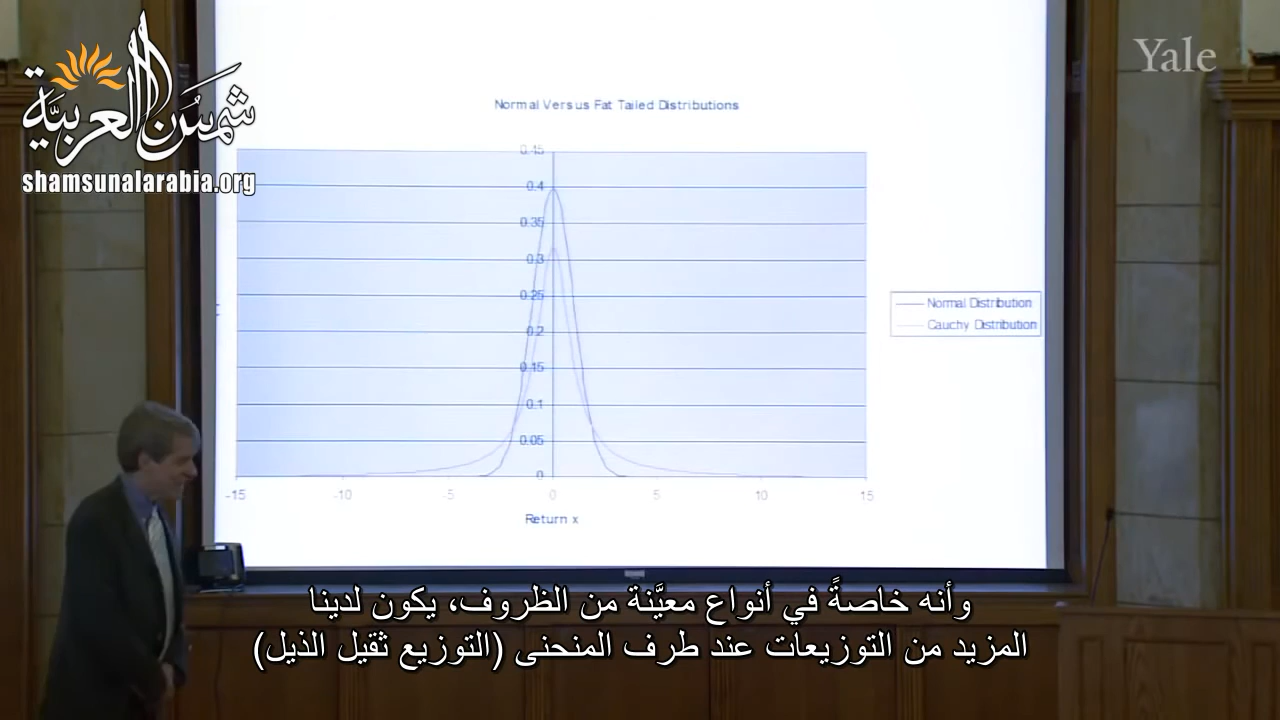 شمس العربية
shamsunalarabia.org
Yale
Normal Versus Fat Tailed Distributions
0.45
0.4
0.35
0.3
0.25
0.2
0.15
0.1
0.05
0
-15 -10 -5 0 5 10 15
Return x
Normal Distribution
Cauchy Distribution
وأنه خاصةً في أنواع معيَّنة من الظروف، يكون لدينا
المزيد من التوزيعات عند طرف المنحنى (التوزيع ثقيل الذيل)